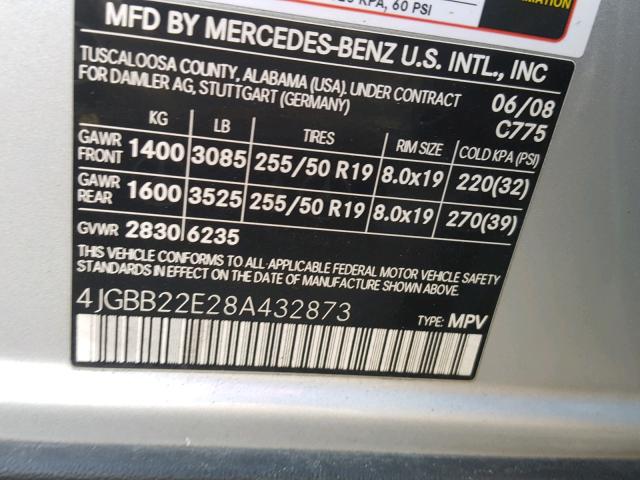 KPA, 60 PSI
MFD BY MERCEDES-BENZ U.S. INTL., INC
TUSCALOOSA COUNTY, ALABAMA (USA). UNDER CONTRACT 06/08
FOR DAIMLER AG, STUTTGART (GERMANY) C775
KG LB TIRES RIM SIZE COLD KPA (PSI)
GAWR FRONT 1400 3085 255/50 R19 8.0x19 220(32)
GAWR REAR 1600 3525 255/50 R19 8.0x19 270(39)
GVWR 2830 6235
THIS VEHICLE CONFORMS TO ALL APPLICABLE FEDERAL MOTOR VEHICLE SAFETY
STANDARDS IN EFFECT ON THE DATE OF MANUFACTURE SHOWN ABOVE.
4JGBB22E28A432873
TYPE: MPV